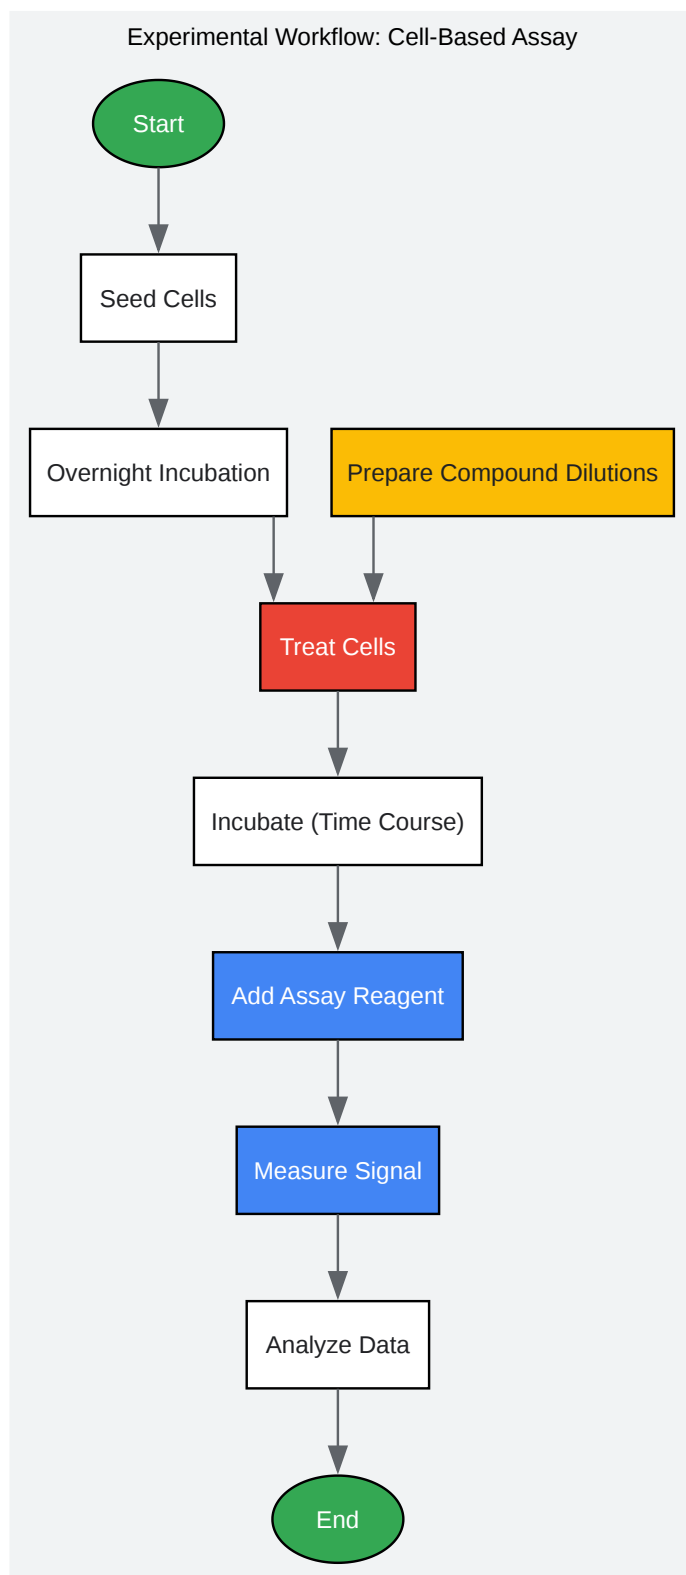 Experimental Workflow: Cell-Based Assay
Start
Seed Cells
Overnight Incubation
Prepare Compound Dilutions
Treat Cells
Incubate (Time Course)
Add Assay Reagent
Measure Signal
Analyze Data
End